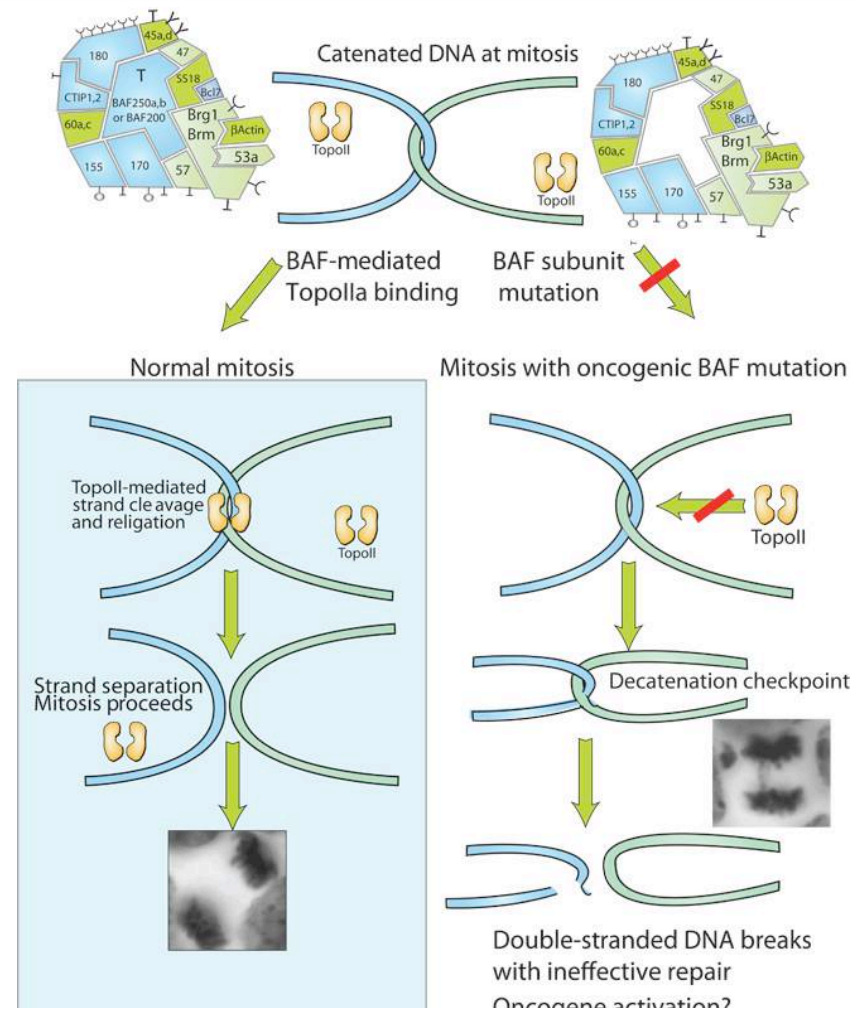 T
45a,d
180
47
T
SS18
CTIP1,2
BAF250a,b
or BAF200
Bcl7
60a,c
Brg1
Brm
βActin
53a
155
170
57
Catenated DNA at mitosis
TopoII
TopoII
T
45a,d
180
47
SS18
CTIP1,2
Bcl7
60a,c
Brg1
Brm
βActin
53a
155
170
57
BAF-mediated
TopoIIa binding
BAF subunit
mutation
Normal mitosis
TopoII-mediated
strand cle avage
and religation
TopoII
Strand separation
Mitosis proceeds
Mitosis with oncogenic BAF mutation
TopoII
Decatenation checkpoint
Double-stranded DNA breaks
with ineffective repair
Oncogene activation?